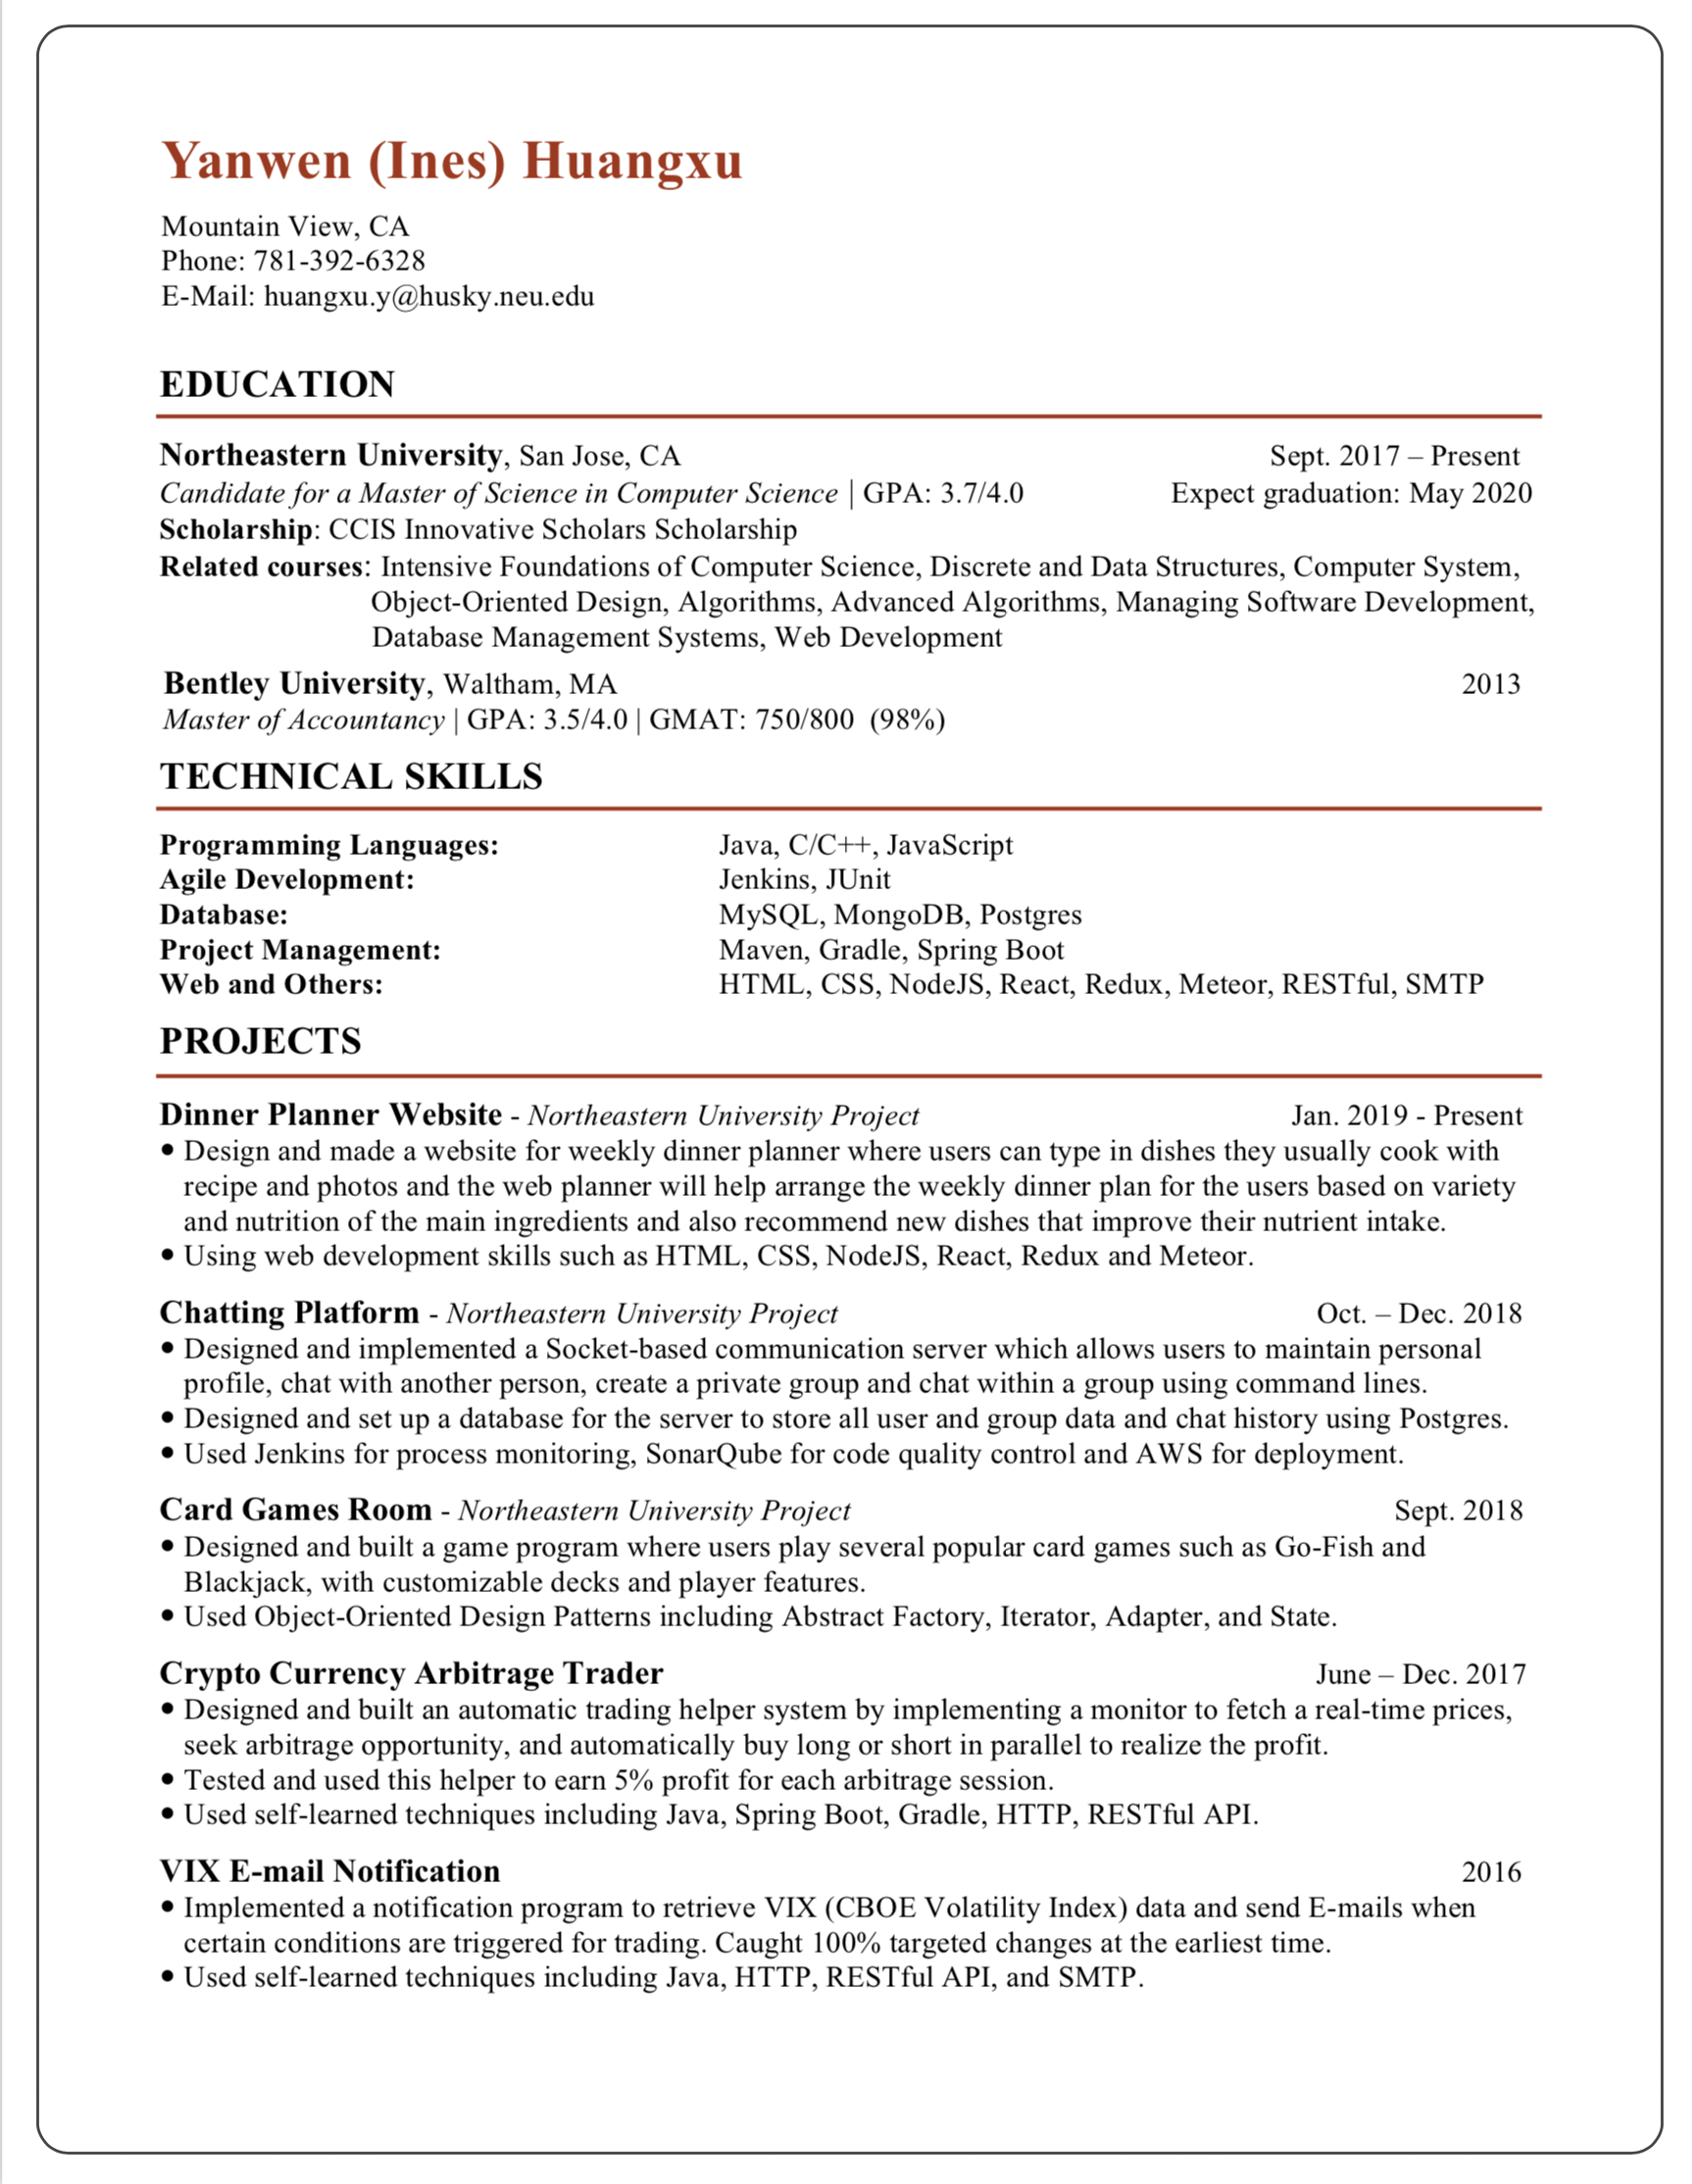 Yanwen (Ines) Huangxu
Mountain View, CA
Phone: 781-392-6328
E-Mail: huangxu.y@husky.neu.edu
EDUCATION
Northeastern University, San Jose, CA Sept. 2017 – Present
Candidate for a Master of Science in Computer Science | GPA: 3.7/4.0 Expect graduation: May 2020
Scholarship: CCIS Innovative Scholars Scholarship
Related courses: Intensive Foundations of Computer Science, Discrete and Data Structures, Computer System,
Object-Oriented Design, Algorithms, Advanced Algorithms, Managing Software Development,
Database Management Systems, Web Development
Bentley University, Waltham, MA 2013
Master of Accountancy | GPA: 3.5/4.0 | GMAT: 750/800 (98%)
TECHNICAL SKILLS
Programming Languages: Java, C/C++, JavaScript
Agile Development: Jenkins, JUnit
Database: MySQL, MongoDB, Postgres
Project Management: Maven, Gradle, Spring Boot
Web and Others: HTML, CSS, NodeJS, React, Redux, Meteor, RESTful, SMTP
PROJECTS
Dinner Planner Website - Northeastern University Project Jan. 2019 - Present
• Design and made a website for weekly dinner planner where users can type in dishes they usually cook with
recipe and photos and the web planner will help arrange the weekly dinner plan for the users based on variety
and nutrition of the main ingredients and also recommend new dishes that improve their nutrient intake.
• Using web development skills such as HTML, CSS, NodeJS, React, Redux and Meteor.
Chatting Platform - Northeastern University Project Oct. – Dec. 2018
• Designed and implemented a Socket-based communication server which allows users to maintain personal
profile, chat with another person, create a private group and chat within a group using command lines.
• Designed and set up a database for the server to store all user and group data and chat history using Postgres.
• Used Jenkins for process monitoring, SonarQube for code quality control and AWS for deployment.
Card Games Room - Northeastern University Project Sept. 2018
• Designed and built a game program where users play several popular card games such as Go-Fish and
Blackjack, with customizable decks and player features.
• Used Object-Oriented Design Patterns including Abstract Factory, Iterator, Adapter, and State.
Crypto Currency Arbitrage Trader June – Dec. 2017
• Designed and built an automatic trading helper system by implementing a monitor to fetch a real-time prices,
seek arbitrage opportunity, and automatically buy long or short in parallel to realize the profit.
• Tested and used this helper to earn 5% profit for each arbitrage session.
• Used self-learned techniques including Java, Spring Boot, Gradle, HTTP, RESTful API.
VIX E-mail Notification 2016
• Implemented a notification program to retrieve VIX (CBOE Volatility Index) data and send E-mails when
certain conditions are triggered for trading. Caught 100% targeted changes at the earliest time.
• Used self-learned techniques including Java, HTTP, RESTful API, and SMTP.